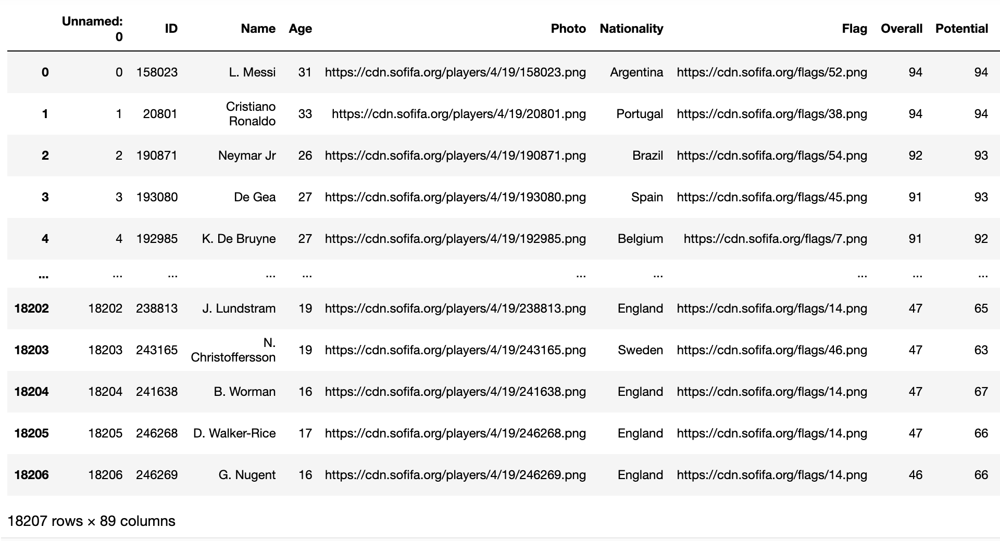 Unnamed: 0 ID Name Age Photo Nationality Flag Overall Potential
0 0 158023 L. Messi 31 https://cdn.sofifa.org/players/4/19/158023.png Argentina https://cdn.sofifa.org/flags/52.png 94 94
1 1 20801 Cristiano Ronaldo 33 https://cdn.sofifa.org/players/4/19/20801.png Portugal https://cdn.sofifa.org/flags/38.png 94 94
2 2 190871 Neymar Jr 26 https://cdn.sofifa.org/players/4/19/190871.png Brazil https://cdn.sofifa.org/flags/54.png 92 93
3 3 193080 De Gea 27 https://cdn.sofifa.org/players/4/19/193080.png Spain https://cdn.sofifa.org/flags/45.png 91 93
4 4 192985 K. De Bruyne 27 https://cdn.sofifa.org/players/4/19/192985.png Belgium https://cdn.sofifa.org/flags/7.png 91 92
... ... ... ... ... ... ... ... ... ...
18202 18202 238813 J. Lundstram 19 https://cdn.sofifa.org/players/4/19/238813.png England https://cdn.sofifa.org/flags/14.png 47 65
18203 18203 243165 N. Christoffersson 19 https://cdn.sofifa.org/players/4/19/243165.png Sweden https://cdn.sofifa.org/flags/46.png 47 63
18204 18204 241638 B. Worman 16 https://cdn.sofifa.org/players/4/19/241638.png England https://cdn.sofifa.org/flags/14.png 47 67
18205 18205 246268 D. Walker-Rice 17 https://cdn.sofifa.org/players/4/19/246268.png England https://cdn.sofifa.org/flags/14.png 47 66
18206 18206 246269 G. Nugent 16 https://cdn.sofifa.org/players/4/19/246269.png England https://cdn.sofifa.org/flags/14.png 46 66
18207 rows × 89 columns